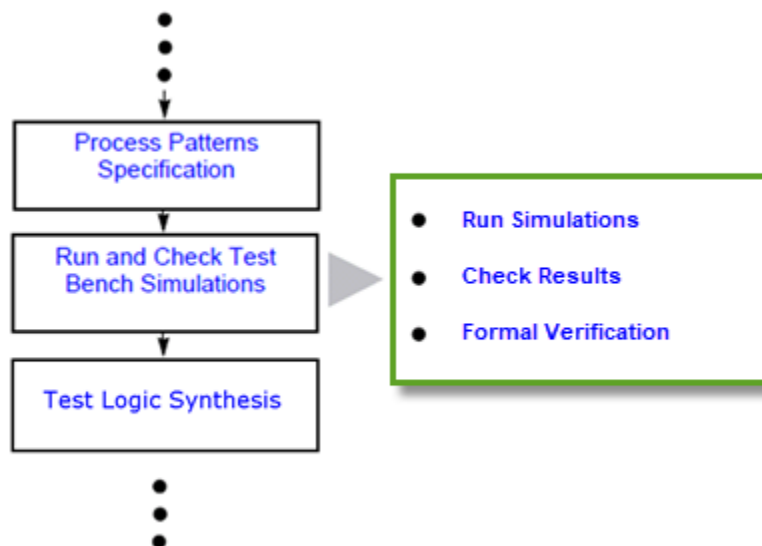 Process Patterns
Specification
Run and Check Test
Bench Simulations
Test Logic Synthesis
Run Simulations
Check Results
Formal Verification